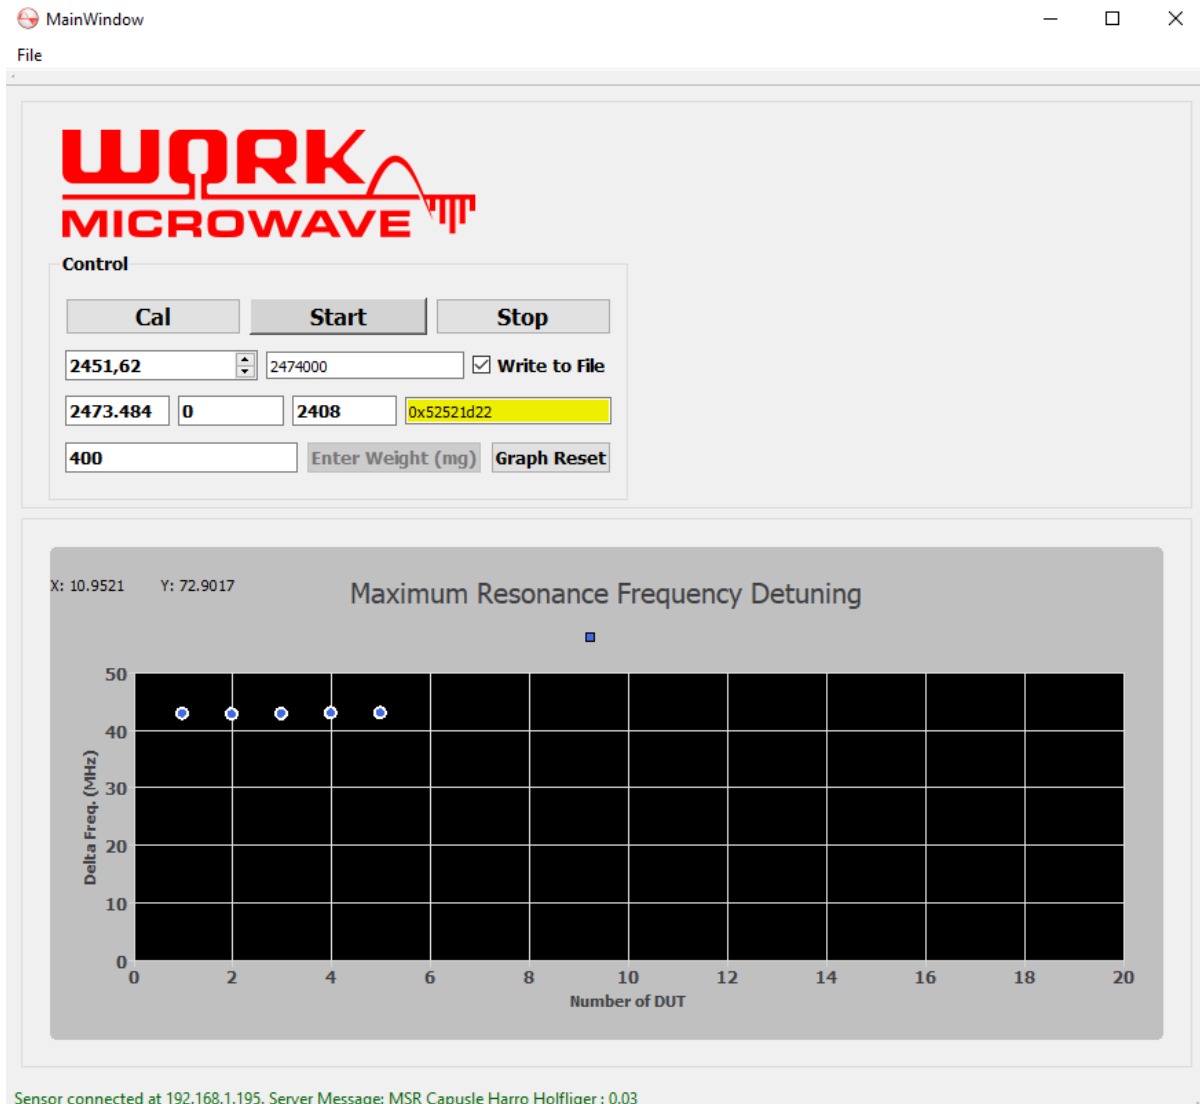 MainWindow
File
WORK
MICROWAVE
Control
Cal Start Stop
2451,62 2474000 Write to File
2473.484 0 2408 0x52521d22
400 Enter Weight (mg) Graph Reset
X: 10.9521 Y: 72.9017
Maximum Resonance Frequency Detuning
50
40
30
20
10
0
Delta Freq. (MHz)
0 2 4 6 8 10 12 14 16 18 20
Number of DUT
Sensor connected at 192.168.1.195. Server Message: MSR Capusle Harro Holfliger : 0.03